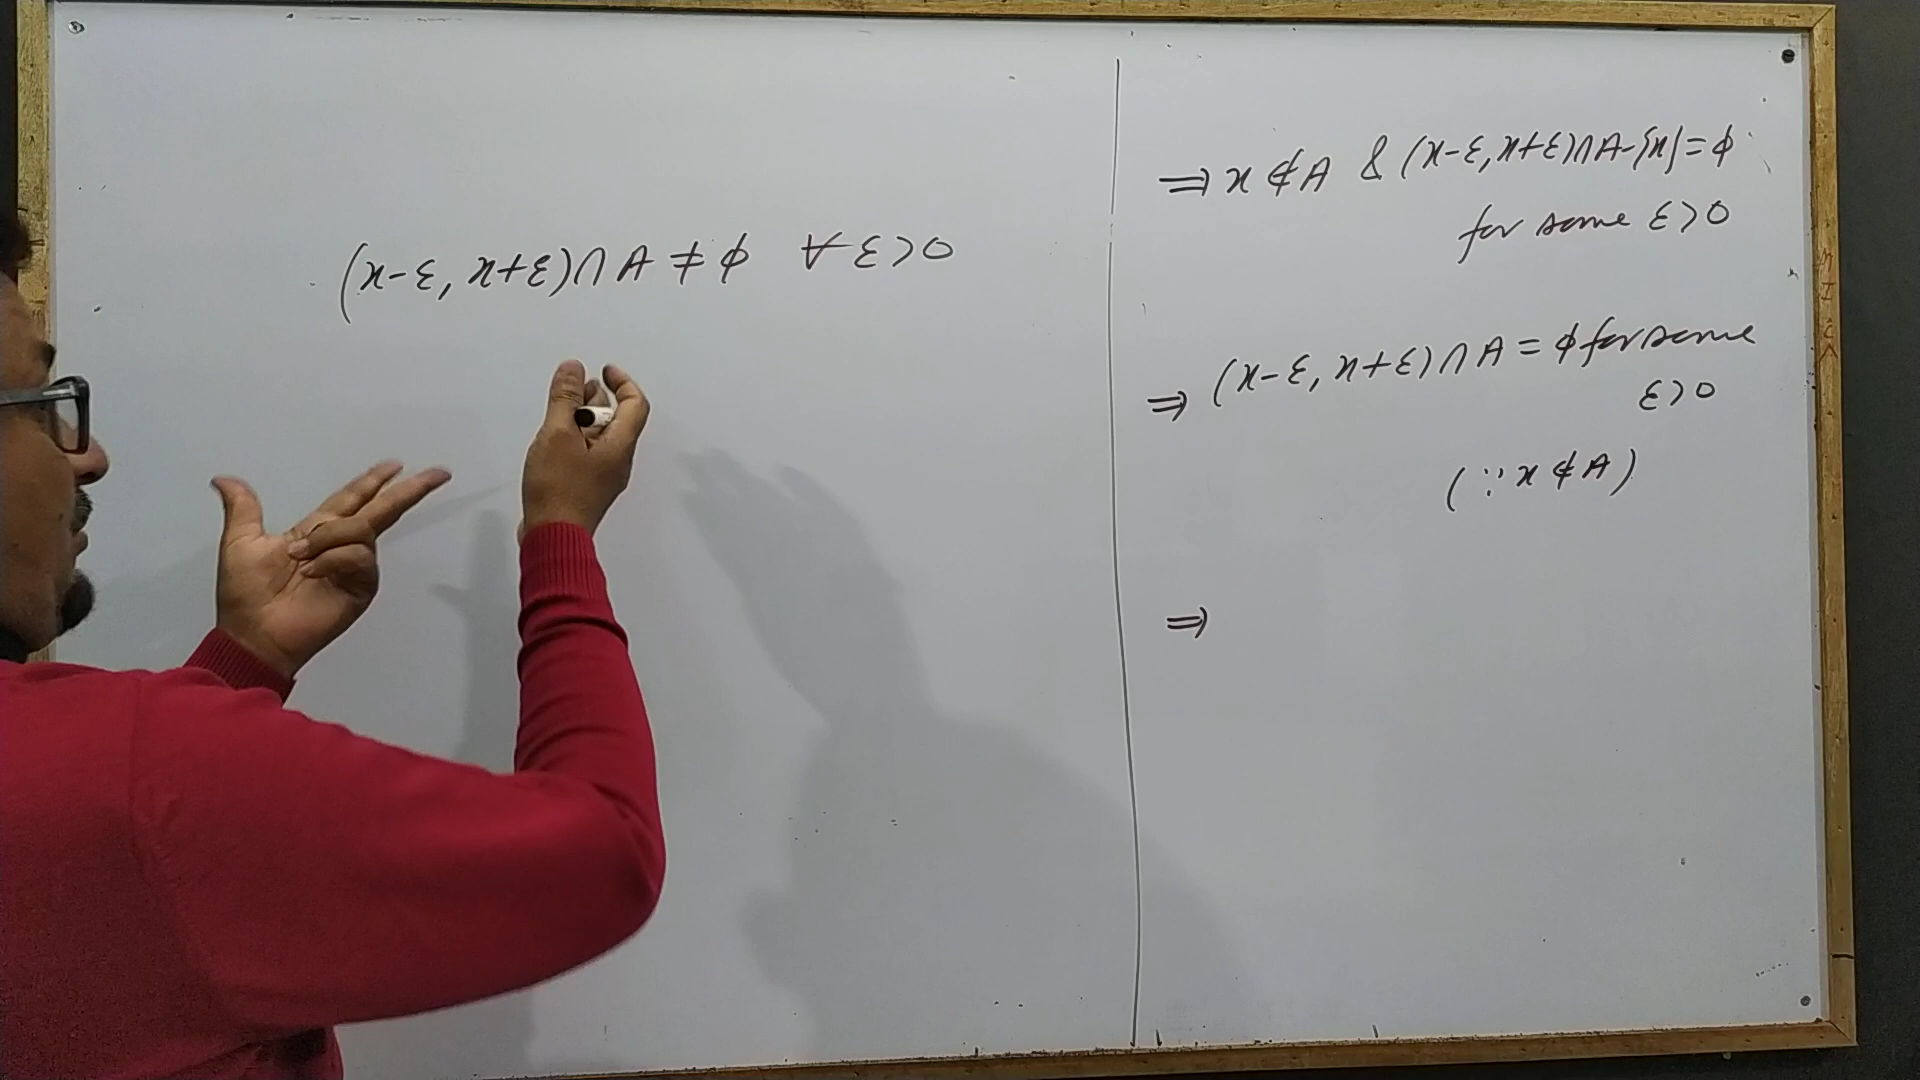 (x-ε, x+ε)∩A ≠ ϕ ∀ ε>0
⇒ x ∉ A & (x-ε, x+ε)∩A-{x} = ϕ
for some ε>0
⇒ (x-ε, x+ε)∩A = ϕ for some
ε>0
(∵ x ∉ A)
⇒